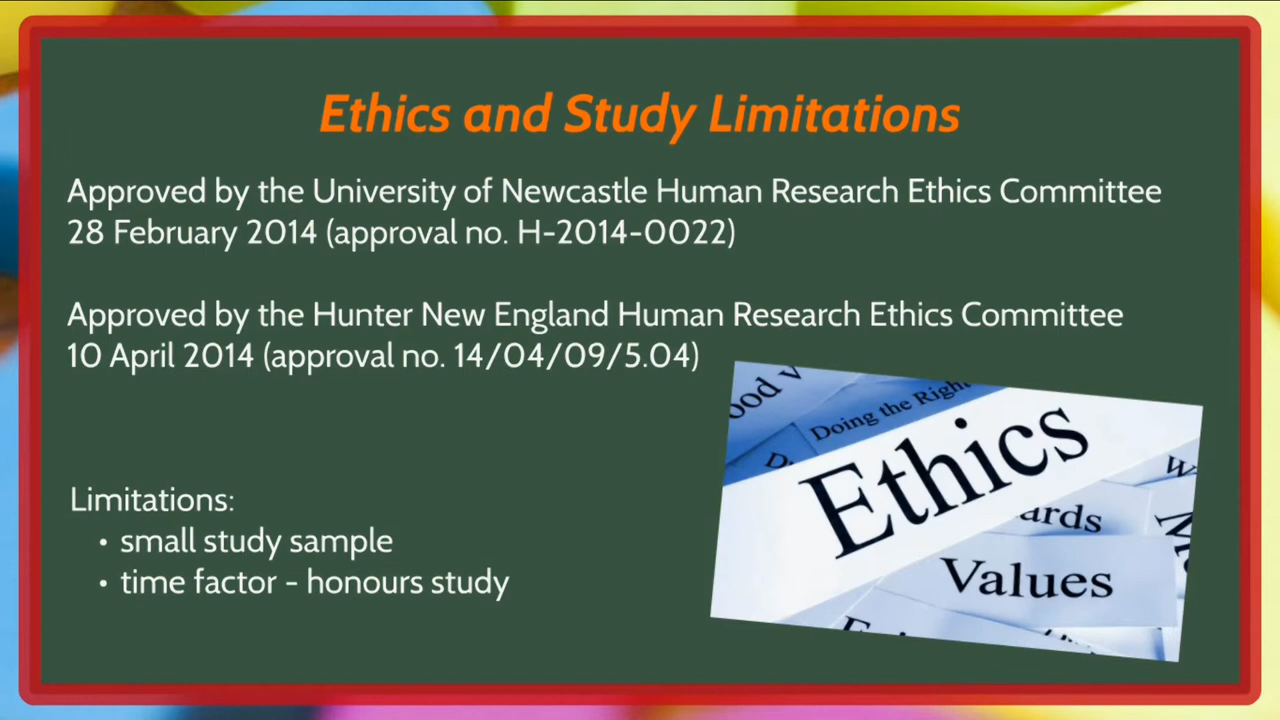 Ethics and Study Limitations
Approved by the University of Newcastle Human Research Ethics Committee
28 February 2014 (approval no. H-2014-0022)
Approved by the Hunter New England Human Research Ethics Committee
10 April 2014 (approval no. 14/04/09/5.04)
Limitations:
• small study sample
• time factor - honours study
Doing the Right
Ethics
Values